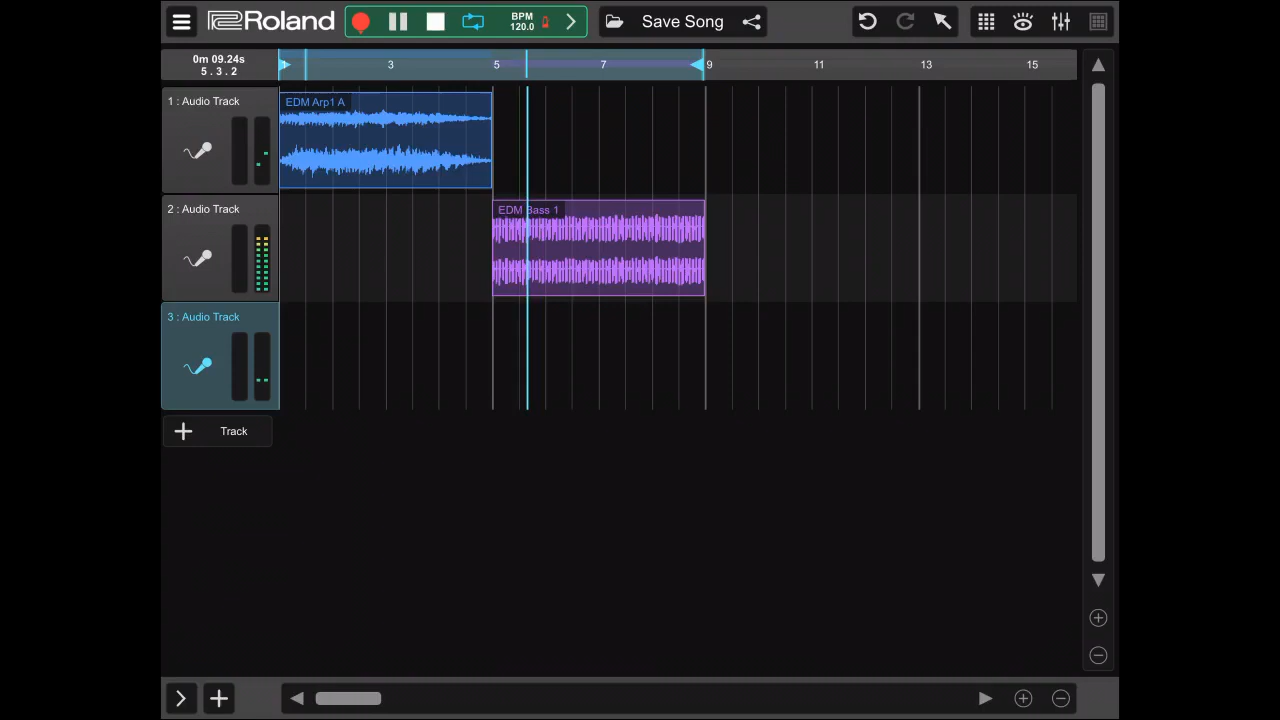 Roland
BPM
120.0
Save Song
0m 09.24s
5 . 3 . 2
1 3 5 7 9 11 13 15
1 : Audio Track
EDM Arp1 A
2 : Audio Track
EDM Bass 1
3 : Audio Track
Track